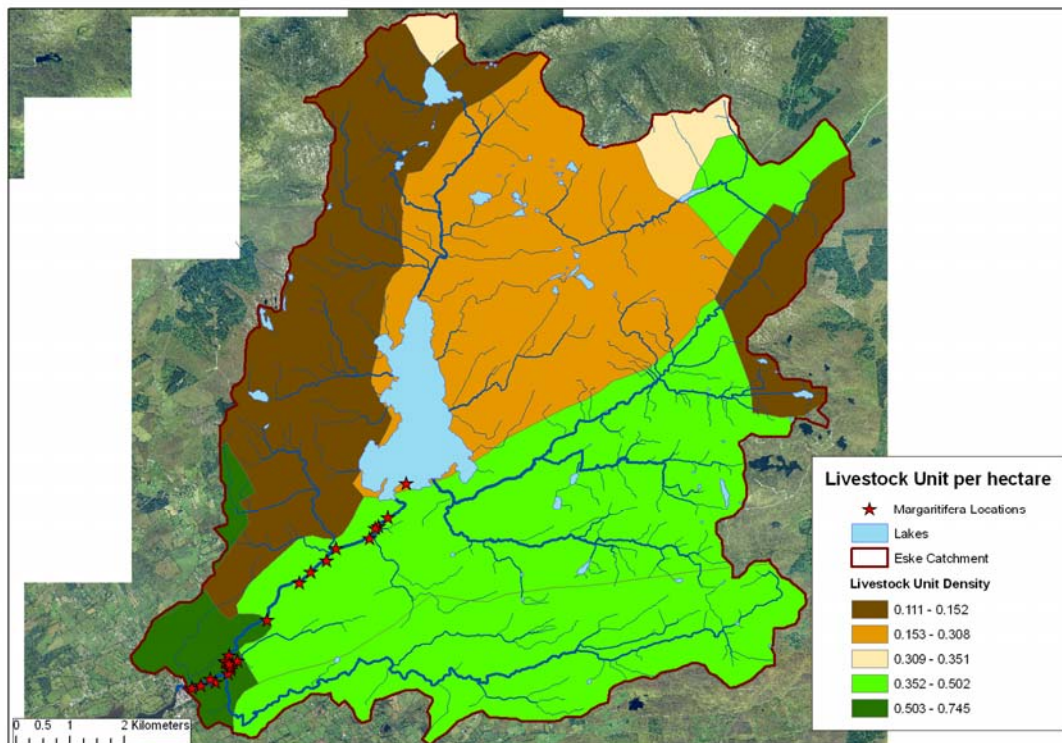 Livestock Unit per hectare
Margaritifera Locations
Lakes
Eske Catchment
Livestock Unit Density
0.111 - 0.152
0.153 - 0.308
0.309 - 0.351
0.352 - 0.502
0.503 - 0.745
0 0.5 1 2 Kilometers